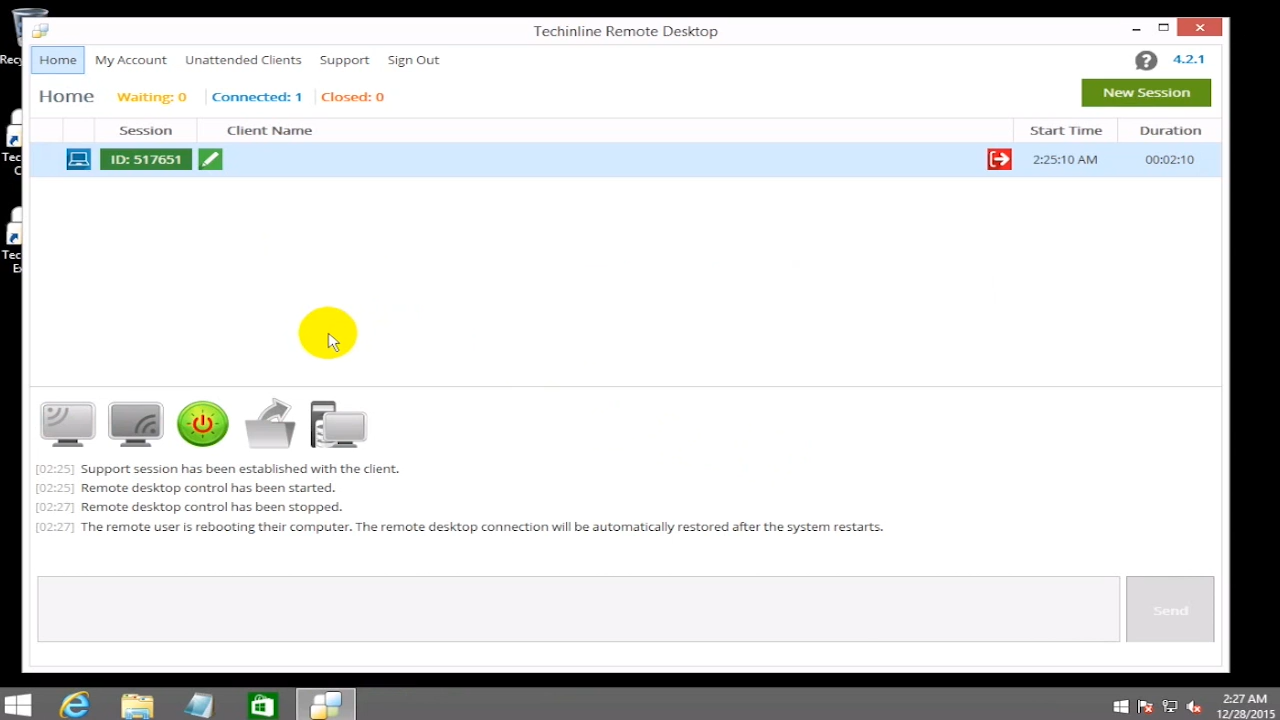 Techinline Remote Desktop
Home My Account Unattended Clients Support Sign Out ? 4.2.1
Home Waiting: 0 Connected: 1 Closed: 0 New Session
Session Client Name Start Time Duration
ID: 517651 2:25:10 AM 00:02:10
[02:25] Support session has been established with the client.
[02:25] Remote desktop control has been started.
[02:27] Remote desktop control has been stopped.
[02:27] The remote user is rebooting their computer. The remote desktop connection will be automatically restored after the system restarts.
Send
Recy
Tec
C
Tec
Ex
2:27 AM
12/28/2015